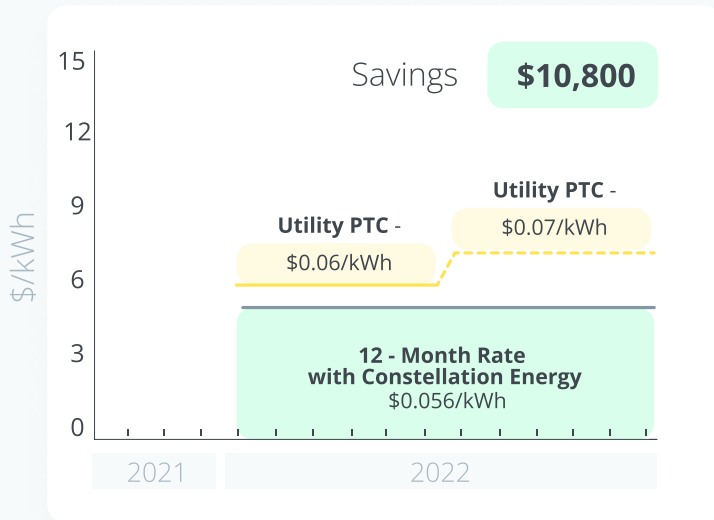 Savings $10,800
15
12
9
6
3
0
$/kWh
Utility PTC -
$0.06/kWh
Utility PTC -
$0.07/kWh
12 - Month Rate
with Constellation Energy
$0.056/kWh
2021
2022